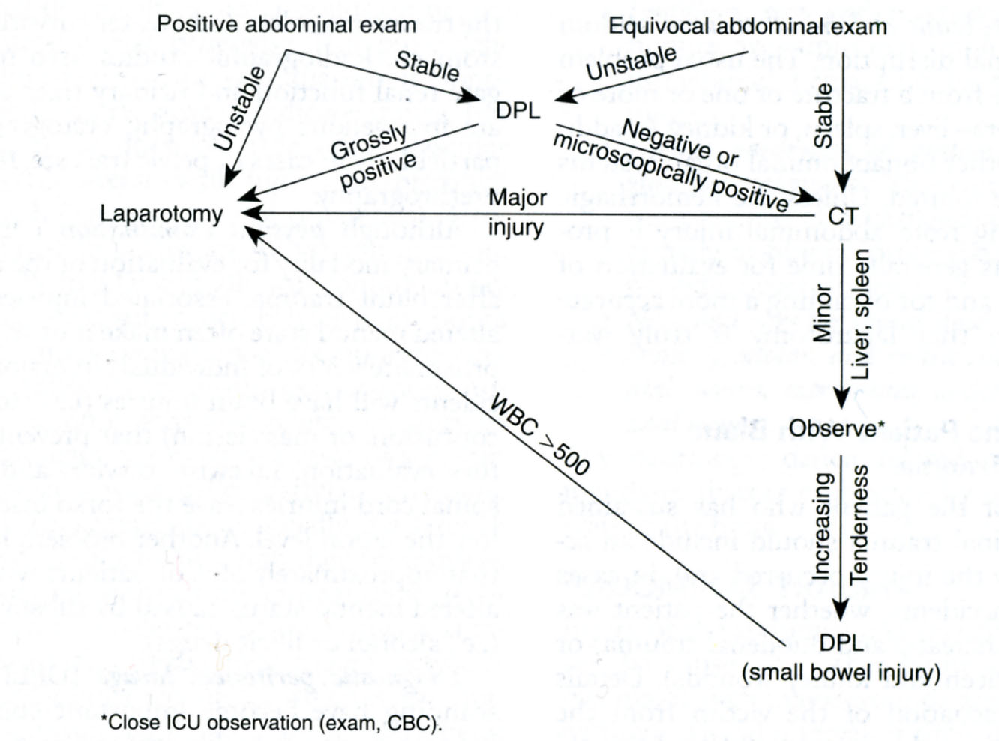 Positive abdominal exam
Equivocal abdominal exam
Unstable
Stable
Unstable
Stable
DPL
Grossly
positive
Negative or
microscopically positive
Laparotomy
Major
injury
CT
Minor
Liver, spleen
Observe*
WBC >500
Increasing
Tenderness
DPL
(small bowel injury)
*Close ICU observation (exam, CBC).